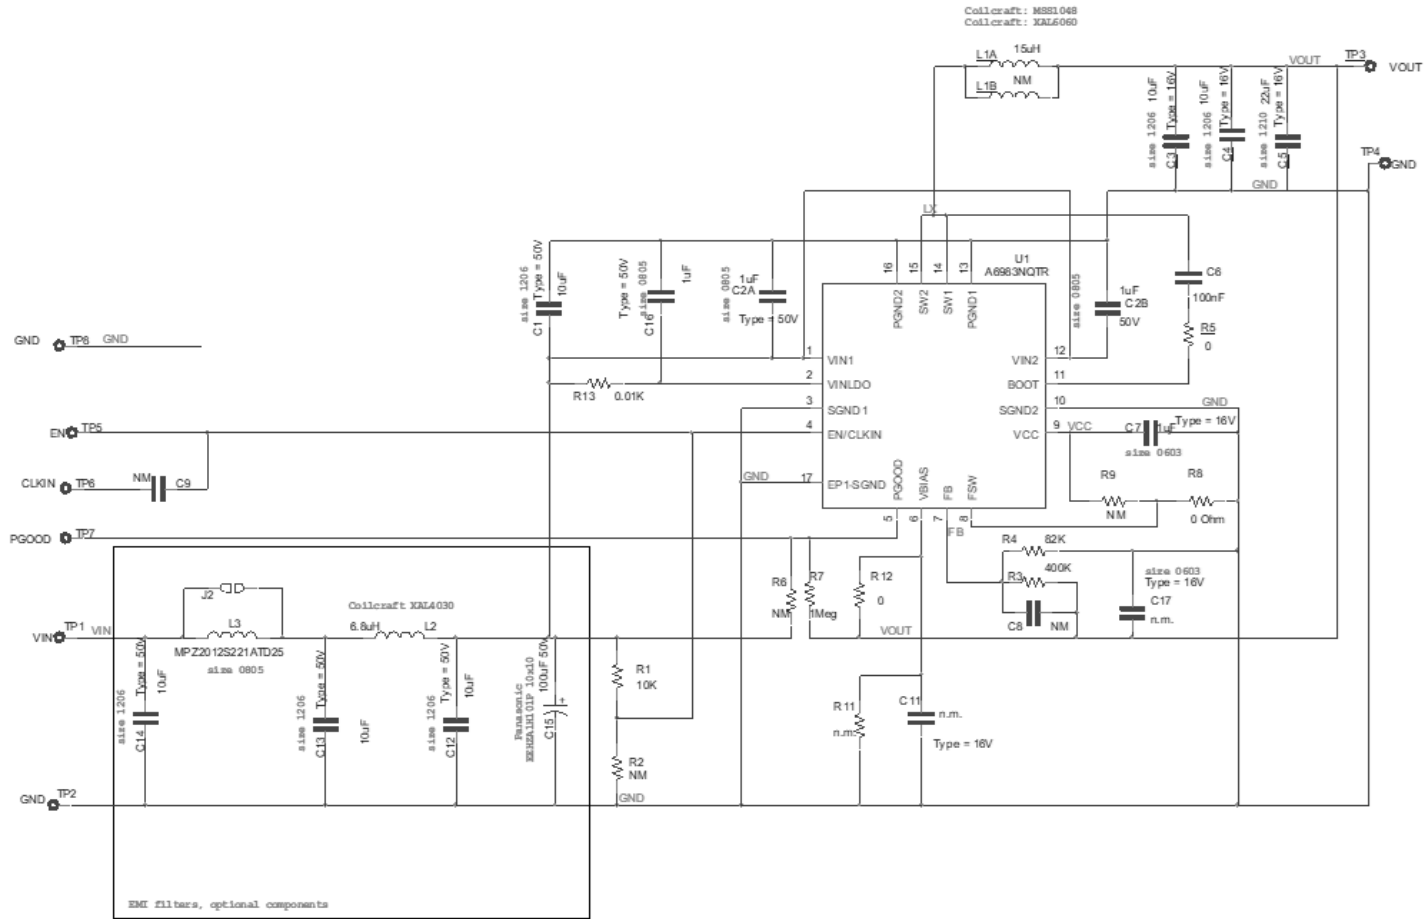 Coilcraft: MSS1048
Coilcraft: XAL6060
L1A
15uH
NM
L1B
VOUT
TP3
VOUT
size 1206
10uF
Type = 16V
C3
size 1206
10uF
Type = 16V
C4
size 1210
22uF
Type = 16V
C5
TP4
GND
GND
LX
size 1206
Type = 50V
10uF
C1
Type = 50V
size 0805
1uF
C16
size 0805
1uF
C2A
Type = 50V
16
15
14
13
U1
A6983NQTR
PGND2
SW2
SW1
PGND1
size 0805
1uF
C2B
50V
C6
100nF
R5
0
GND
TP8
GND
1
VIN1
VIN2
12
2
VINLDO
BOOT
11
R13
0.01K
3
SGND1
SGND2
10
GND
4
EN/CLKIN
VCC
9
VCC
C7
1uF
Type = 16V
size 0603
EN
TP5
CLKIN
TP6
NM
C9
GND
17
EP1-SGND
PGOOD
VBIAS
FB
FSW
5
6
7
8
FB
R9
NM
R8
0 Ohm
PGOOD
TP7
R4
82K
R3
400K
C8
NM
size 0603
Type = 16V
C17
n.m.
R6
NM
R7
1Meg
R12
0
VOUT
J2
Coilcraft XAL4030
VIN
TP1
VIN
L3
MPZ2012S221ATD25
size 0805
6.8uH
L2
size 1206
Type = 50V
10uF
C14
size 1206
Type = 50V
10uF
C13
size 1206
Type = 50V
10uF
C12
Panasonic
EEHZA1H101P 10x10
100uF 50V
C15
+
R1
10K
R2
NM
R11
n.m.
C11
n.m.
Type = 16V
GND
TP2
GND
EMI filters, optional components